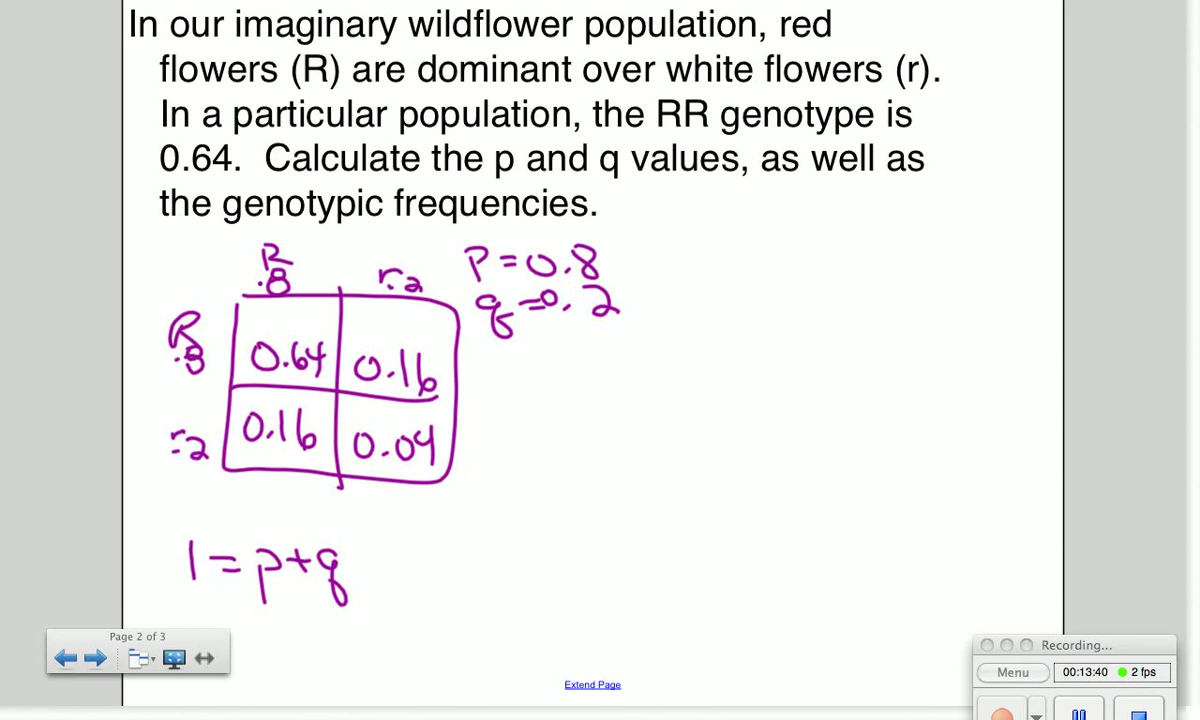 In our imaginary wildflower population, red
flowers (R) are dominant over white flowers (r).
In a particular population, the RR genotype is
0.64. Calculate the p and q values, as well as
the genotypic frequencies.
R
.8
r.2
P=0.8
q=0.2
R
.8
0.64
0.16
r.2
0.16
0.04
1=p+q
Page 2 of 3
Extend Page
Recording...
Menu
00:13:40
2 fps